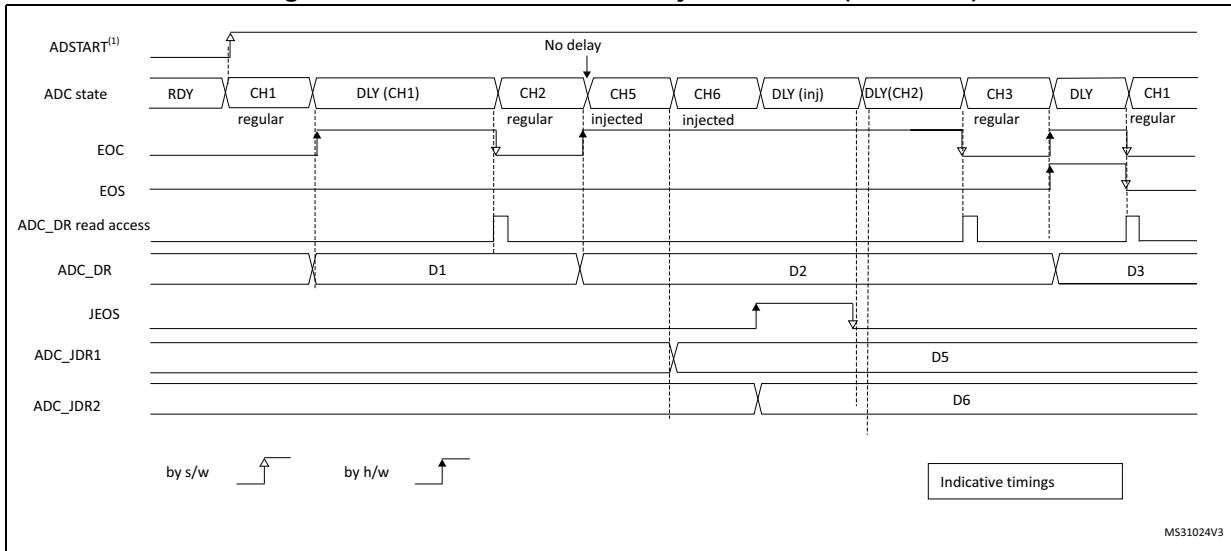 ADSTART(1)
No delay
ADC state RDY CH1 DLY (CH1) CH2 CH5 CH6 DLY (inj) DLY(CH2) CH3 DLY CH1
regular regular injected injected regular regular
EOC
EOS
ADC_DR read access
ADC_DR D1 D2 D3
JEOS
ADC_JDR1 D5
ADC_JDR2 D6
by s/w by h/w Indicative timings
MS31024V3